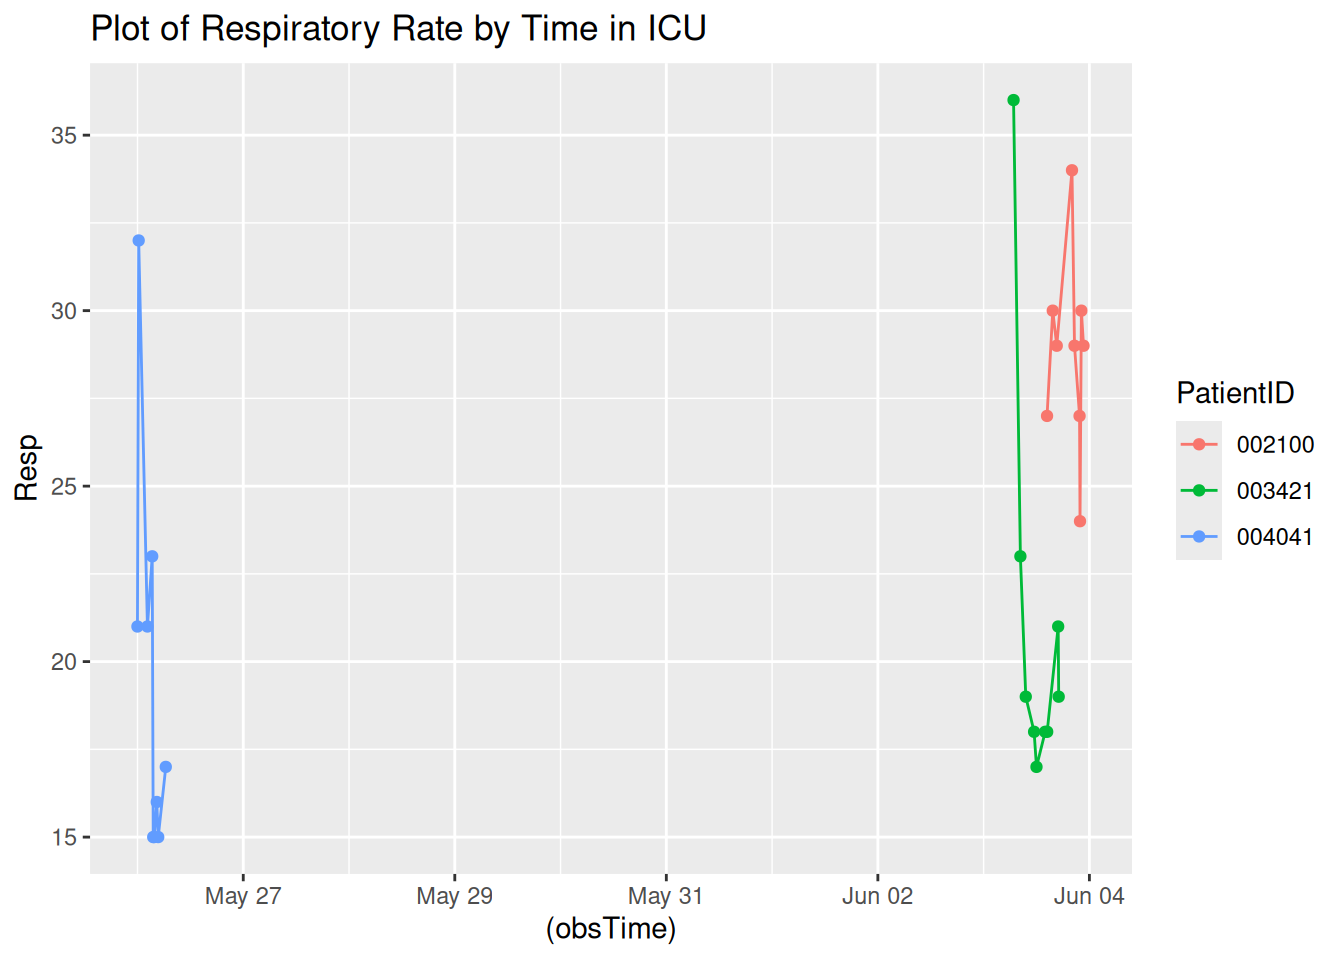 Plot of Respiratory Rate by Time in ICU
35
30
25
20
15
Resp
May 27 May 29 May 31 Jun 02 Jun 04
(obsTime)
PatientID
002100
003421
004041